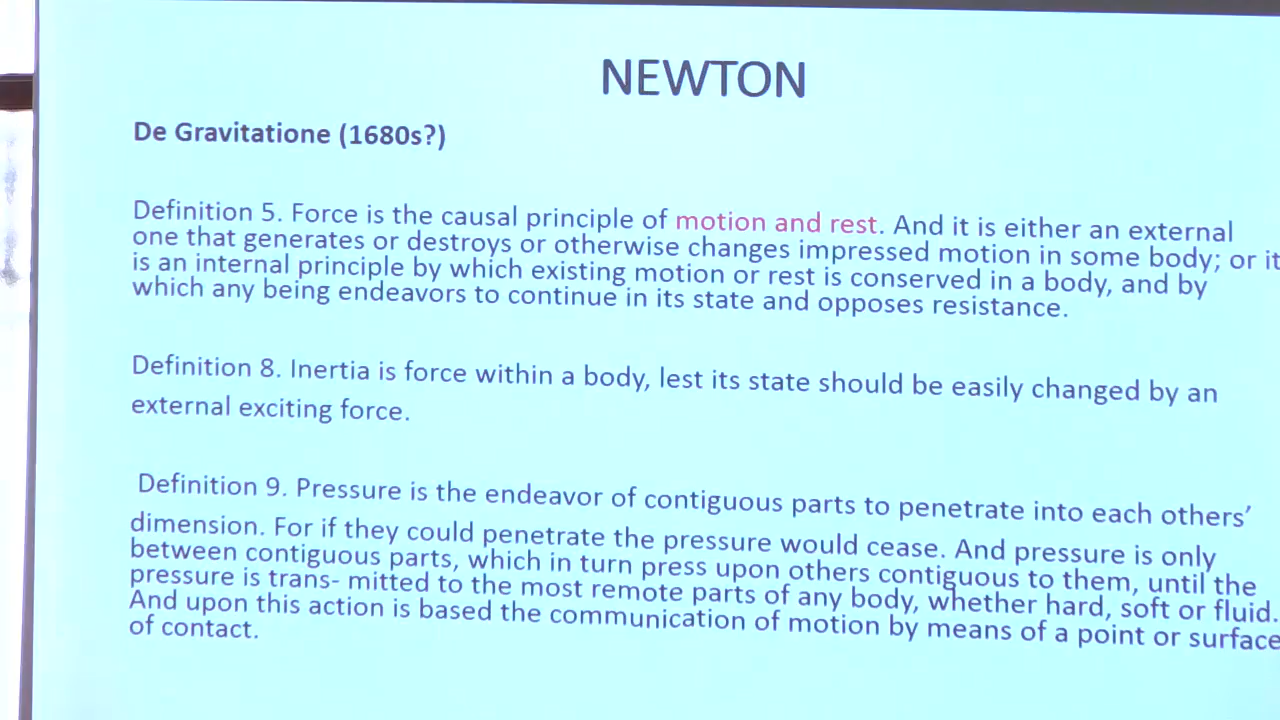 NEWTON
De Gravitatione (1680s?)
Definition 5. Force is the causal principle of motion and rest. And it is either an external
one that generates or destroys or otherwise changes impressed motion in some body; or it
is an internal principle by which existing motion or rest is conserved in a body, and by
which any being endeavors to continue in its state and opposes resistance.
Definition 8. Inertia is force within a body, lest its state should be easily changed by an
external exciting force.
Definition 9. Pressure is the endeavor of contiguous parts to penetrate into each others’
dimension. For if they could penetrate the pressure would cease. And pressure is only
between contiguous parts, which in turn press upon others contiguous to them, until the
pressure is trans- mitted to the most remote parts of any body, whether hard, soft or fluid.
And upon this action is based the communication of motion by means of a point or surface
of contact.